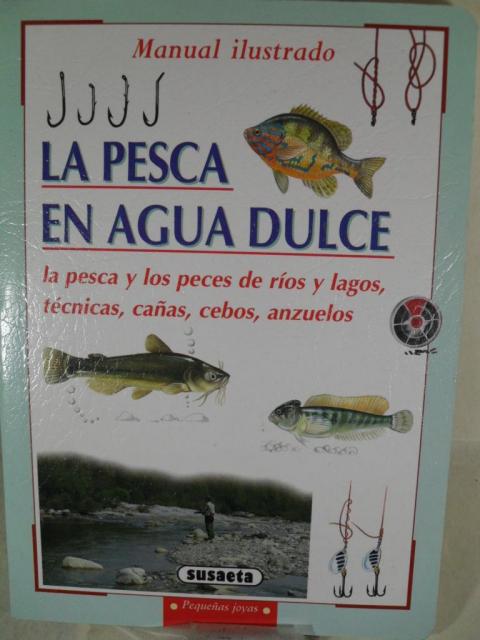 Manual ilustrado
LA PESCA
EN AGUA DULCE
la pesca y los peces de ríos y lagos,
técnicas, cañas, cebos, anzuelos
susaeta
• Pequeñas joyas •